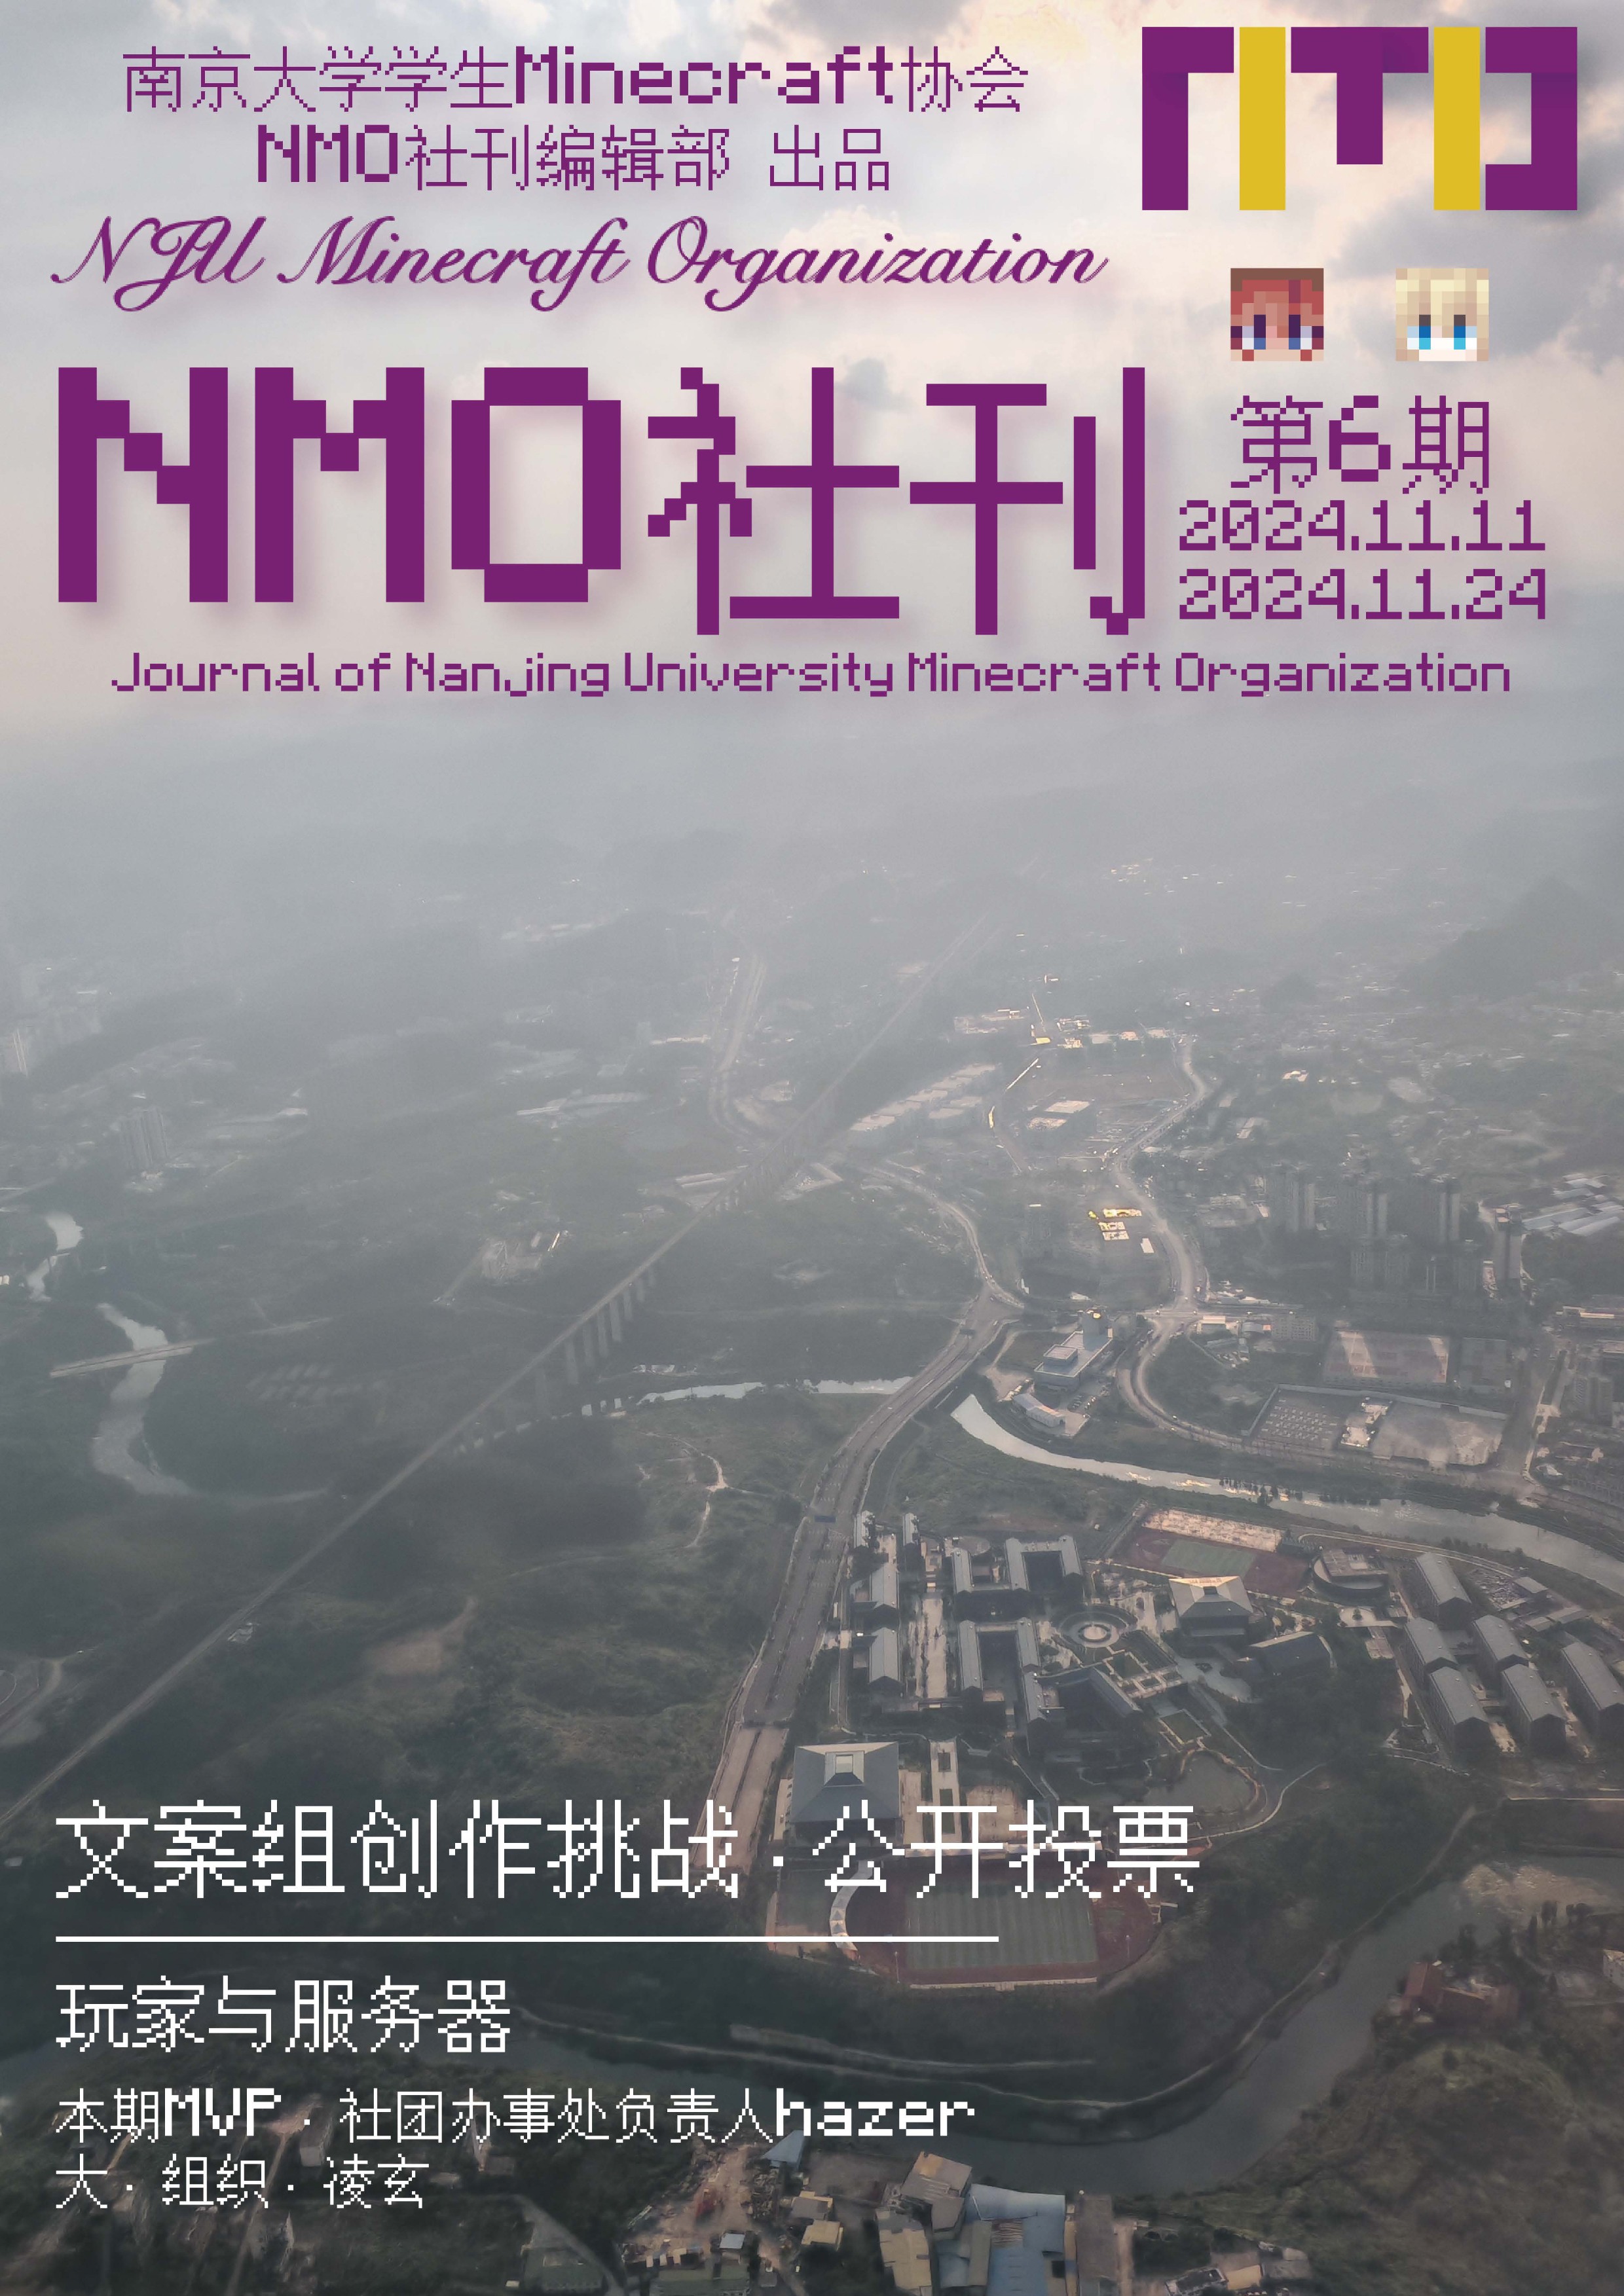 南京大学学生Minecraft协会
NMO社刊编辑部 出品
NJU Minecraft Organization
NMO
NMO社刊
第6期
2024.11.11
2024.11.24
Journal of Nanjing University Minecraft Organization
文案组创作挑战·公开投票
玩家与服务器
本期MVP · 社团办事处负责人hazer
大 · 组织 · 凌玄